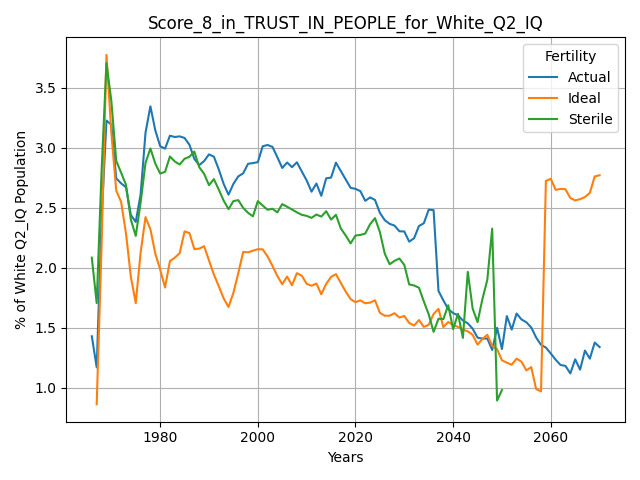 Score_8_in_TRUST_IN_PEOPLE_for_White_Q2_IQ
Fertility
Actual
Ideal
Sterile
% of White Q2_IQ Population
3.5
3.0
2.5
2.0
1.5
1.0
1980
2000
2020
2040
2060
Years